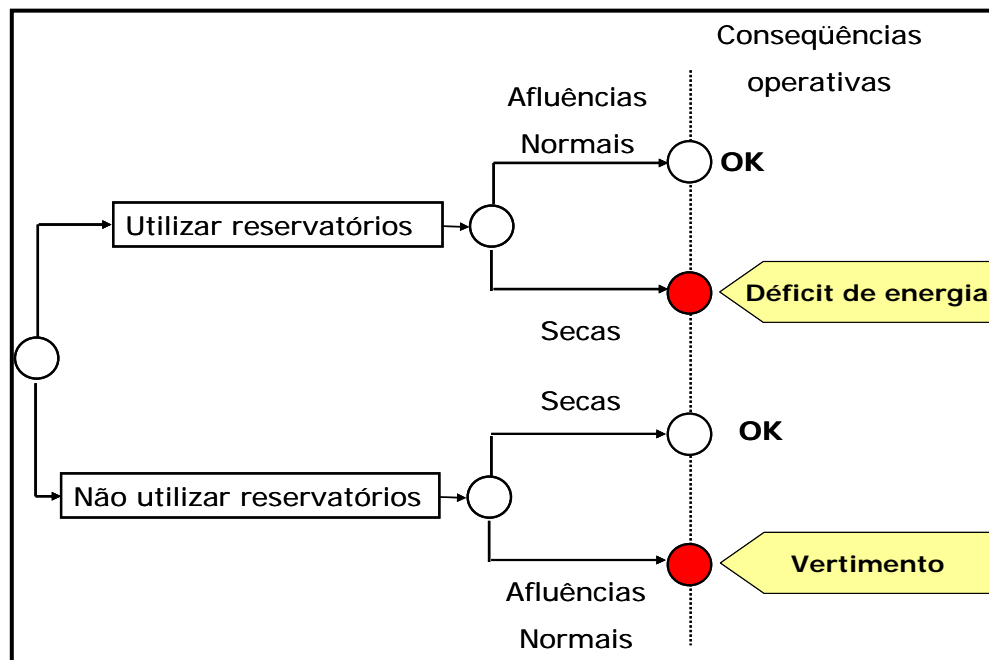 Conseqüências
operativas
Afluências
Normais
OK
Utilizar reservatórios
Déficit de energia
Secas
Secas
OK
Não utilizar reservatórios
Vertimento
Afluências
Normais